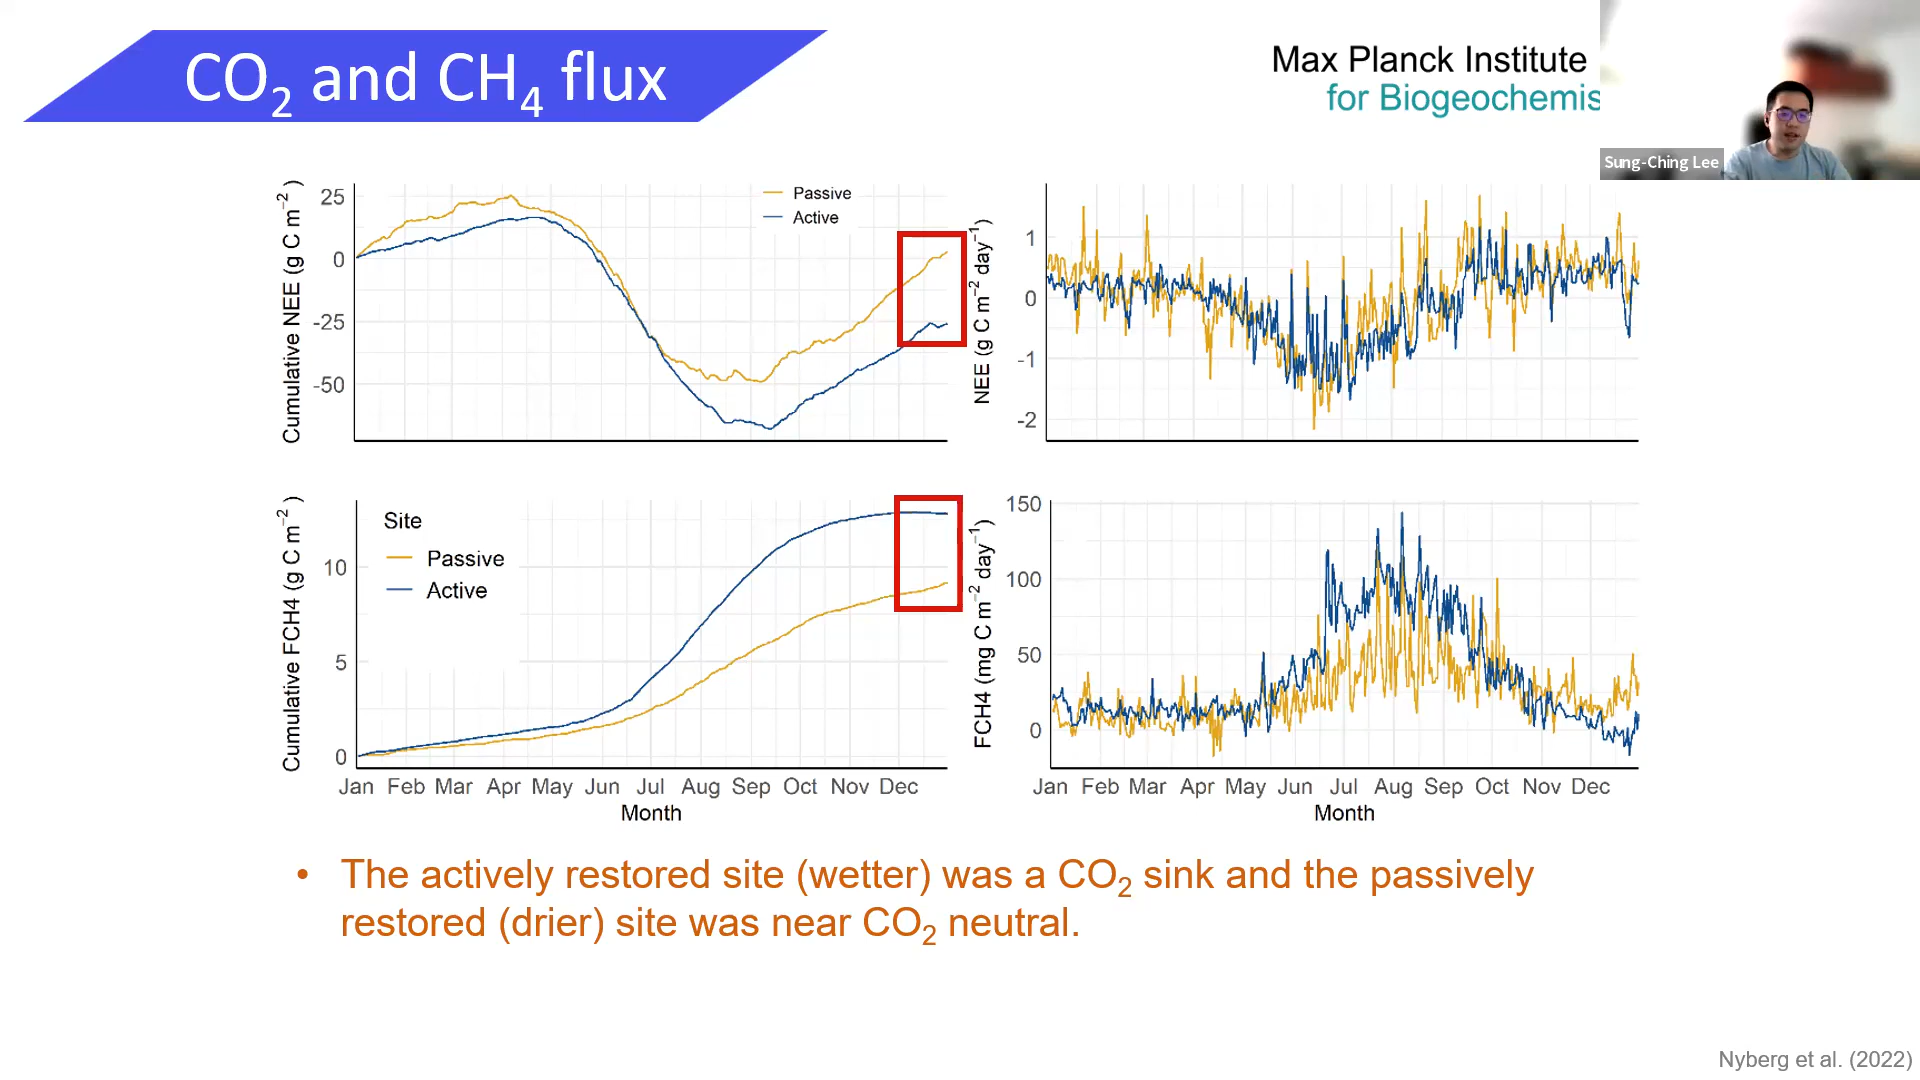 CO2 and CH4 flux
Max Planck Institute
for Biogeochemis
Sung-Ching Lee
Cumulative NEE (g C m−2 )
25
0
-25
-50
Passive
Active
NEE (g C m−2 day−1)
1
0
-1
-2
Cumulative FCH4 (g C m−2 )
10
5
0
Site
Passive
Active
Jan Feb Mar Apr May Jun Jul Aug Sep Oct Nov Dec
Month
FCH4 (mg C m−2 day−1)
150
100
50
0
Jan Feb Mar Apr May Jun Jul Aug Sep Oct Nov Dec
Month
• The actively restored site (wetter) was a CO2 sink and the passively
restored (drier) site was near CO2 neutral.
Nyberg et al. (2022)